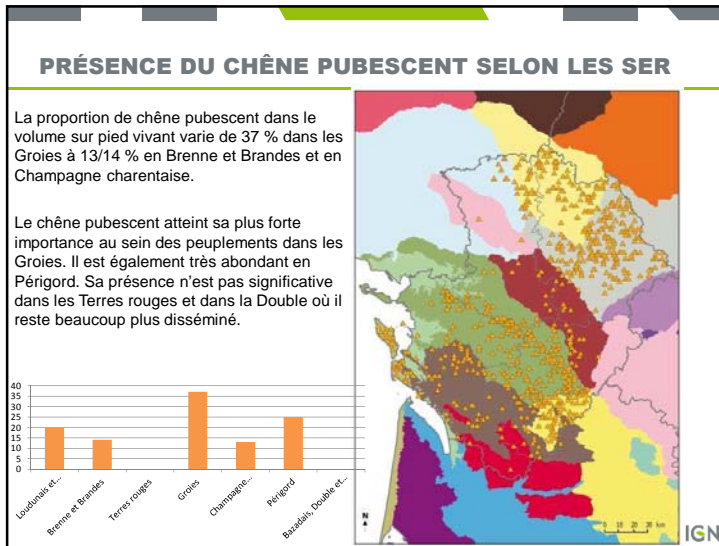 PRÉSENCE DU CHÊNE PUBESCENT SELON LES SER
La proportion de chêne pubescent dans le
volume sur pied vivant varie de 37 % dans les
Groies à 13/14 % en Brenne et Brandes et en
Champagne charentaise.
Le chêne pubescent atteint sa plus forte
importance au sein des peuplements dans les
Groies. Il est également très abondant en
Périgord. Sa présence n’est pas significative
dans les Terres rouges et dans la Double où il
reste beaucoup plus disséminé.
40
35
30
25
20
15
10
5
0
Loudunais et…
Brenne et Brandes
Terres rouges
Groies
Champagne…
Périgord
Bazadais, Double et…
N
0 10 20 30 km
IGN